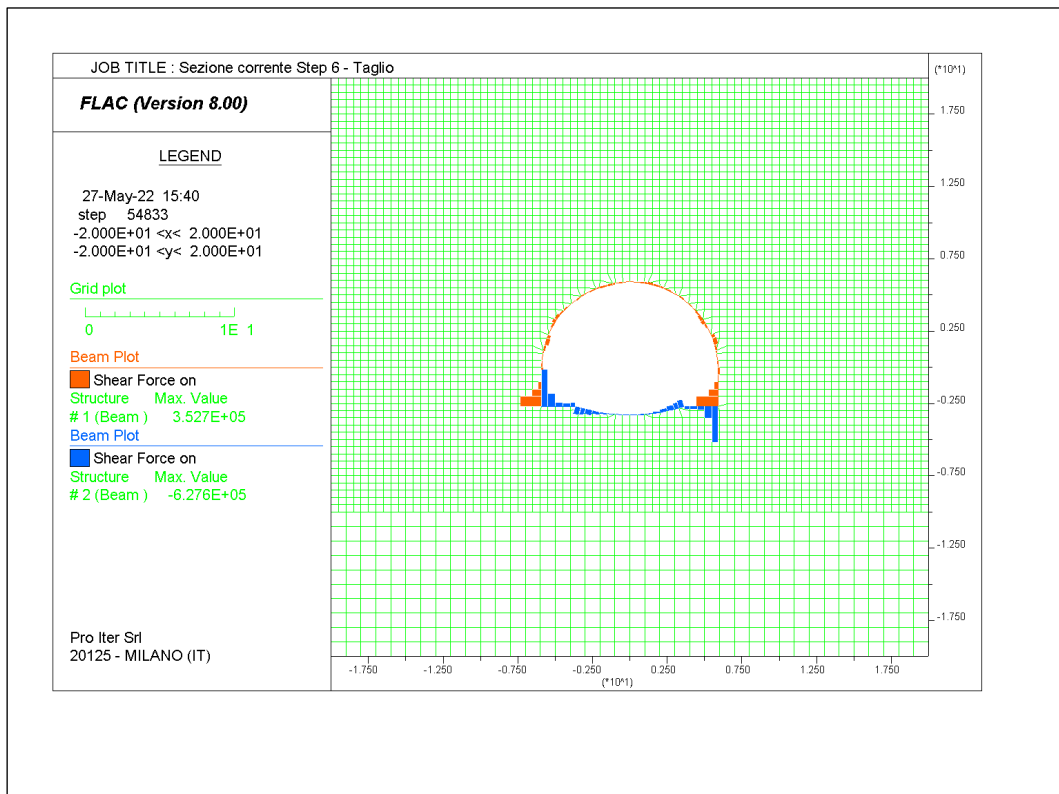 JOB TITLE : Sezione corrente Step 6 - Taglio
(*10^1)
FLAC (Version 8.00)
LEGEND
27-May-22 15:40
step 54833
-2.000E+01 <x< 2.000E+01
-2.000E+01 <y< 2.000E+01
Grid plot
0 1E 1
Beam Plot
Shear Force on
Structure Max. Value
# 1 (Beam ) 3.527E+05
Beam Plot
Shear Force on
Structure Max. Value
# 2 (Beam ) -6.276E+05
Pro Iter Srl
20125 - MILANO (IT)
1.750
1.250
0.750
0.250
-0.250
-0.750
-1.250
-1.750
-1.750 -1.250 -0.750 -0.250 0.250 0.750 1.250 1.750
(*10^1)